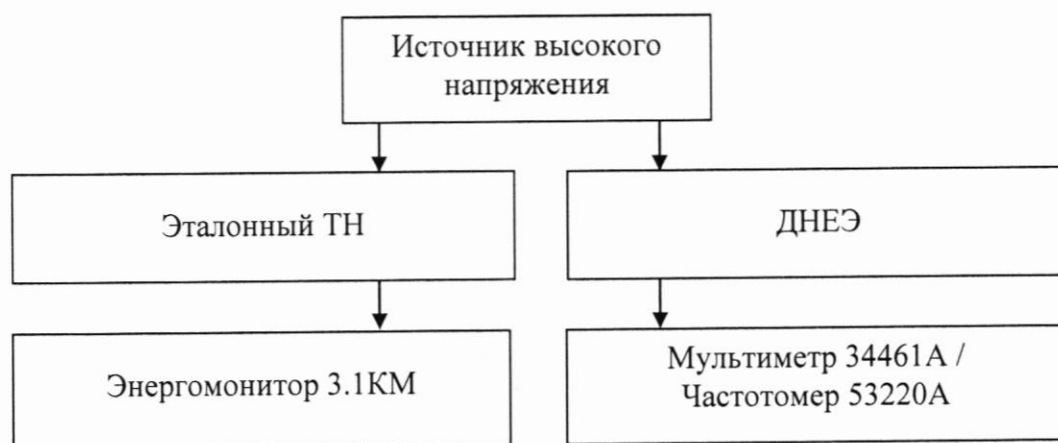 Источник высокого
напряжения
Эталонный ТН
ДНЕЭ
Энергомонитор 3.1КМ
Мультиметр 34461А /
Частотомер 53220А